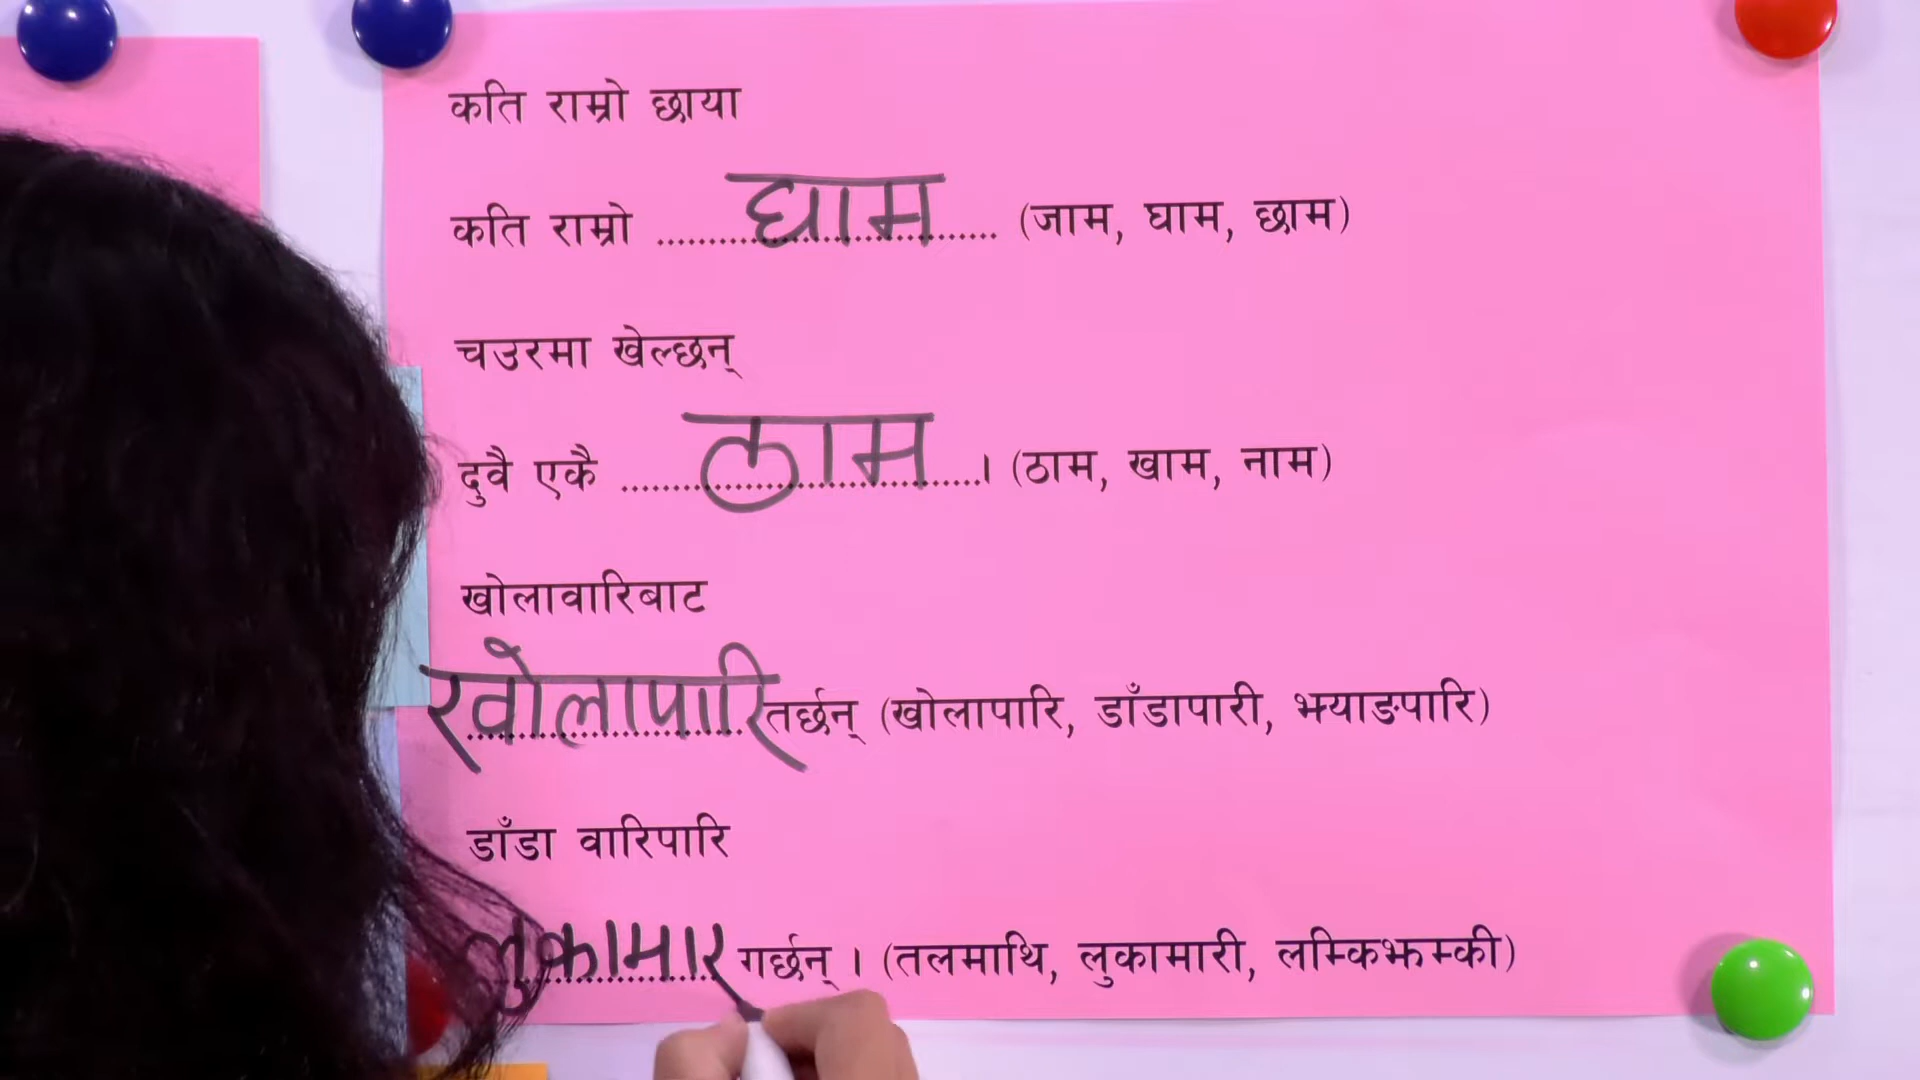 कति राम्रो छाया
कति राम्रो ........घाम........ (जाम, घाम, छाम)
चउरमा खेल्छन्
दुवै एकै ........ठाम........। (ठाम, खाम, नाम)
खोलावारिबाट
खोलापारि तर्छन् (खोलापारि, डाँडापारी, झ्याङपारि)
डाँडा वारिपारि
लुकामार गर्छन् । (तलमाथि, लुकामारी, लम्किझम्की)